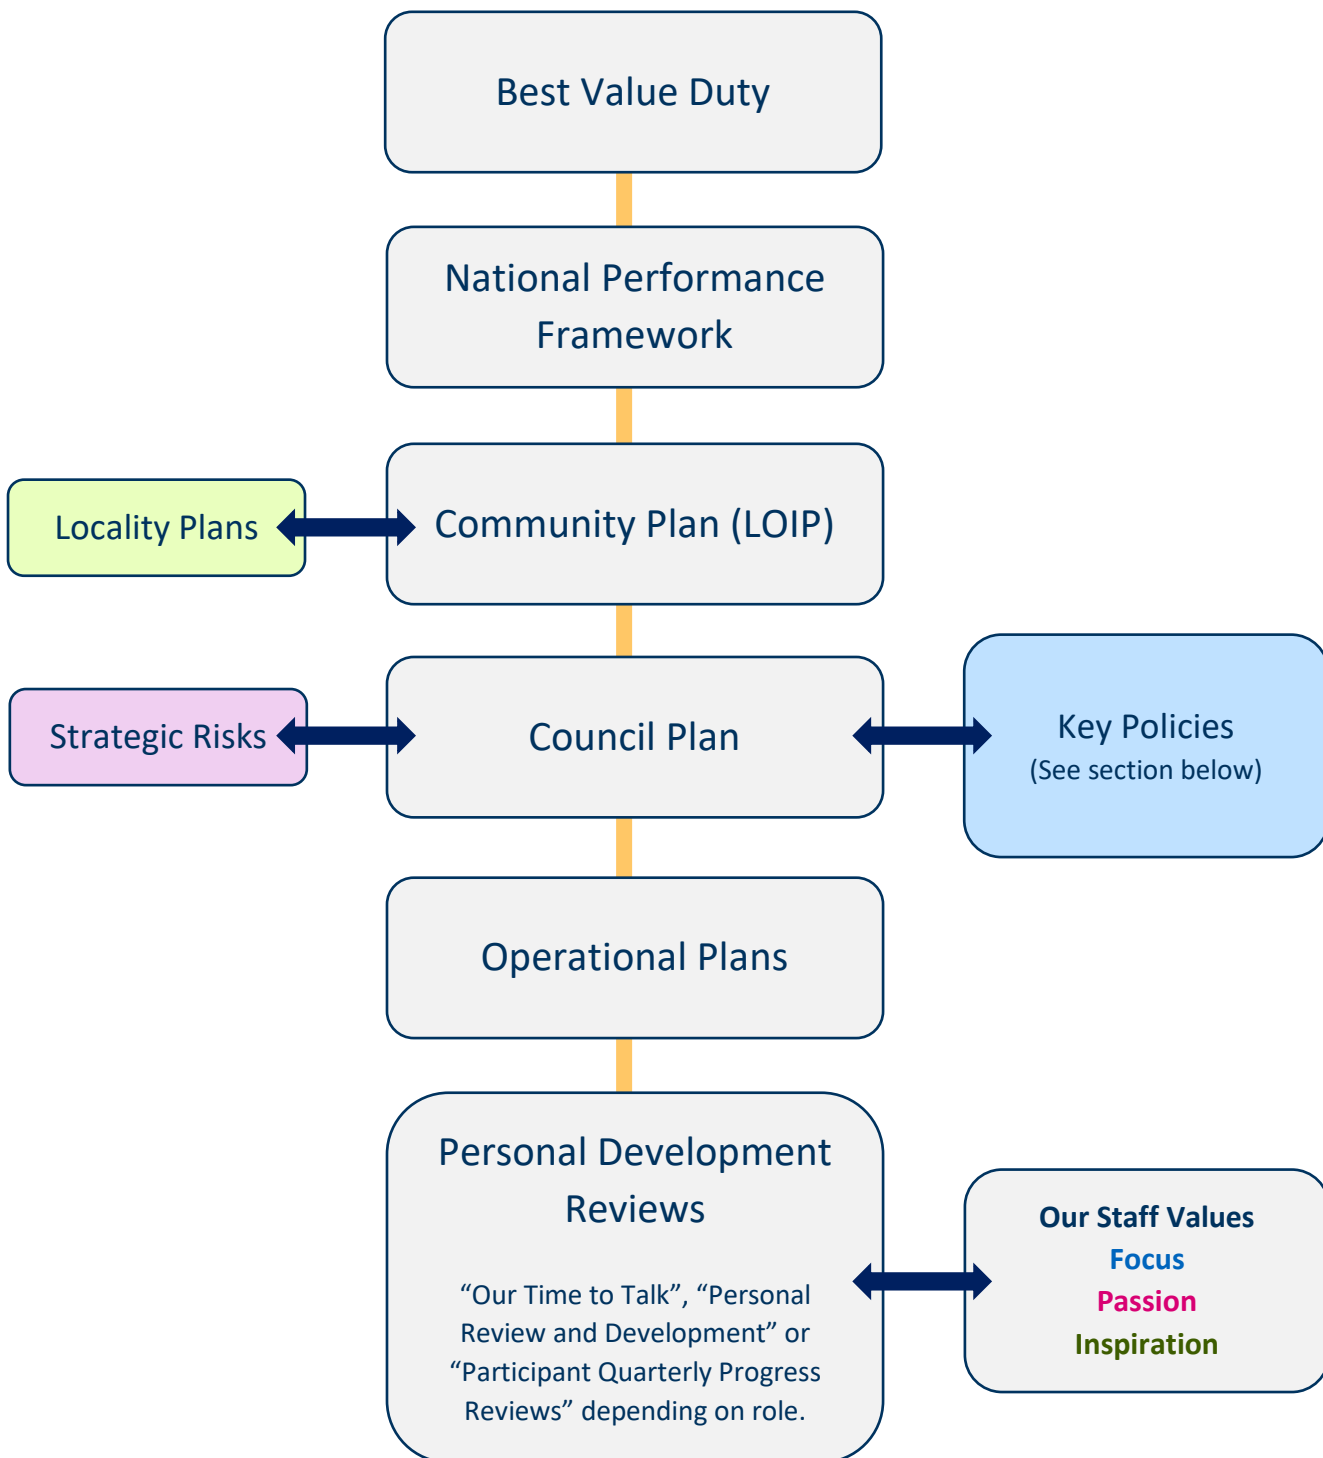 Best Value Duty
National Performance
Framework
Locality Plans
Community Plan (LOIP)
Strategic Risks
Council Plan
Key Policies
(See section below)
Operational Plans
Personal Development
Reviews
“Our Time to Talk”, “Personal
Review and Development” or
“Participant Quarterly Progress
Reviews” depending on role.
Our Staff Values
Focus
Passion
Inspiration